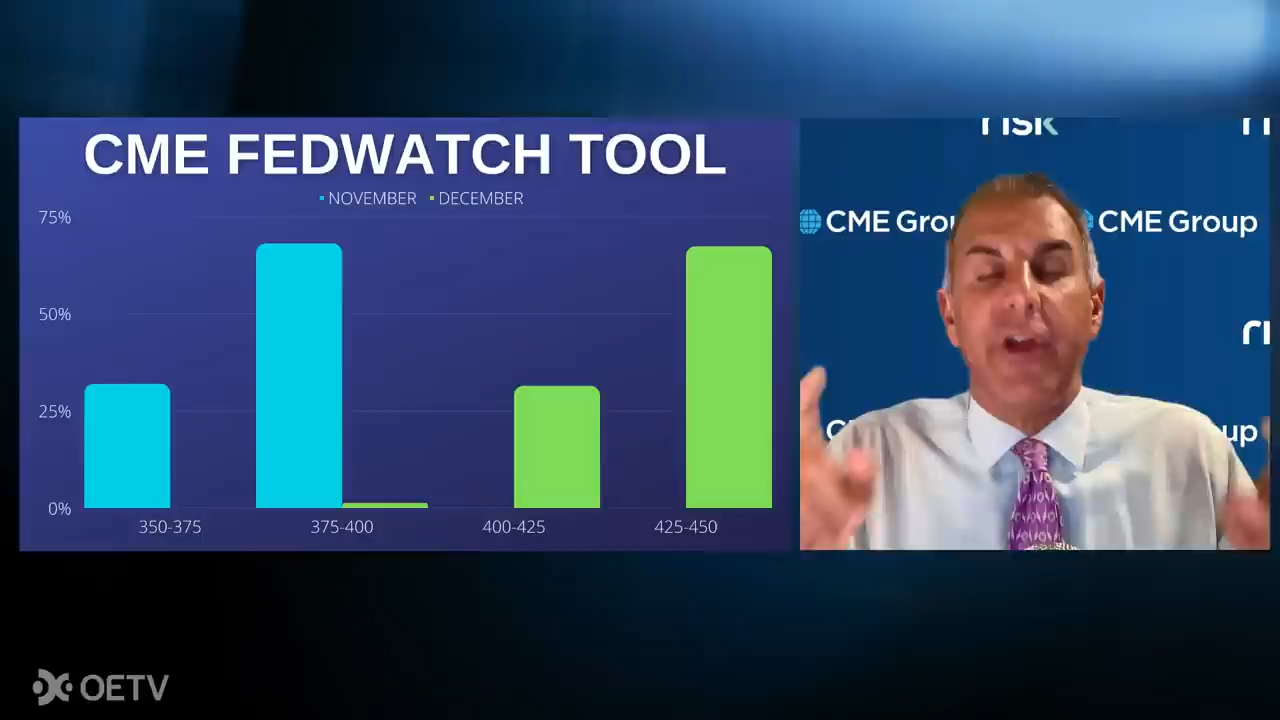 CME FEDWATCH TOOL
NOVEMBER DECEMBER
75%
50%
25%
0%
350-375 375-400 400-425 425-450
risk
CME Group
CME Group
OETV